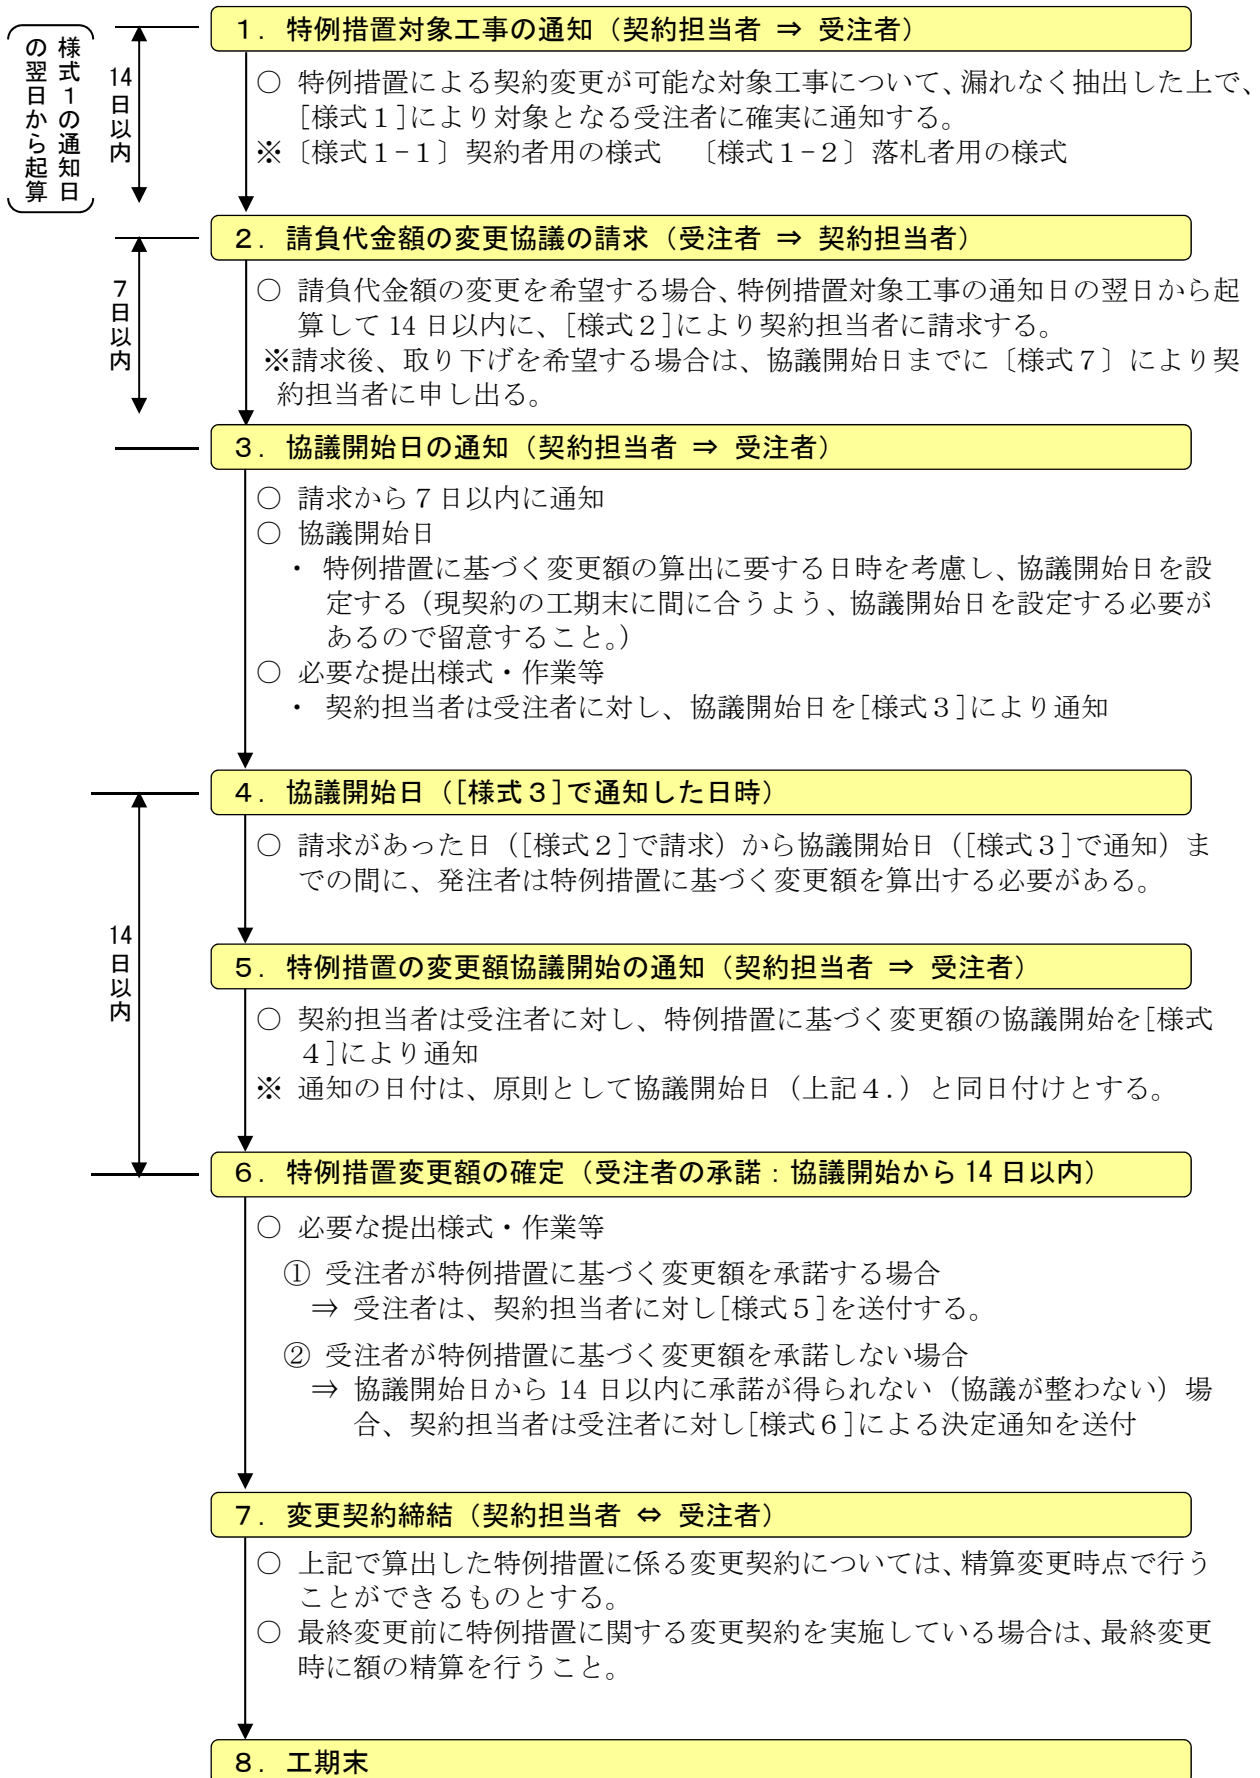 １．特例措置対象工事の通知（契約担当者 ⇒ 受注者）
様式１の通知日
の翌日から起算
14日以内
○ 特例措置による契約変更が可能な対象工事について、漏れなく抽出した上で、
[様式１]により対象となる受注者に確実に通知する。
※〔様式１-１〕契約者用の様式　〔様式１-２〕落札者用の様式
２．請負代金額の変更協議の請求（受注者 ⇒ 契約担当者）
７日以内
○ 請負代金額の変更を希望する場合、特例措置対象工事の通知日の翌日から起
算して 14 日以内に、[様式２]により契約担当者に請求する。
※請求後、取り下げを希望する場合は、協議開始日までに〔様式７〕により契
約担当者に申し出る。
３．協議開始日の通知（契約担当者 ⇒ 受注者）
○ 請求から７日以内に通知
○ 協議開始日
・ 特例措置に基づく変更額の算出に要する日時を考慮し、協議開始日を設
定する（現契約の工期末に間に合うよう、協議開始日を設定する必要が
あるので留意すること。）
○ 必要な提出様式・作業等
・ 契約担当者は受注者に対し、協議開始日を[様式３]により通知
４．協議開始日（[様式３]で通知した日時）
○ 請求があった日（[様式２]で請求）から協議開始日（[様式３]で通知）ま
での間に、発注者は特例措置に基づく変更額を算出する必要がある。
14日以内
５．特例措置の変更額協議開始の通知（契約担当者 ⇒ 受注者）
○ 契約担当者は受注者に対し、特例措置に基づく変更額の協議開始を[様式
４]により通知
※ 通知の日付は、原則として協議開始日（上記４.）と同日付けとする。
６．特例措置変更額の確定（受注者の承諾：協議開始から 14 日以内）
○ 必要な提出様式・作業等
① 受注者が特例措置に基づく変更額を承諾する場合
⇒ 受注者は、契約担当者に対し[様式５]を送付する。
② 受注者が特例措置に基づく変更額を承諾しない場合
⇒ 協議開始日から 14 日以内に承諾が得られない（協議が整わない）場
合、契約担当者は受注者に対し[様式６]による決定通知を送付
７．変更契約締結（契約担当者 ⇔ 受注者）
○ 上記で算出した特例措置に係る変更契約については、精算変更時点で行う
ことができるものとする。
○ 最終変更前に特例措置に関する変更契約を実施している場合は、最終変更
時に額の精算を行うこと。
８．工期末